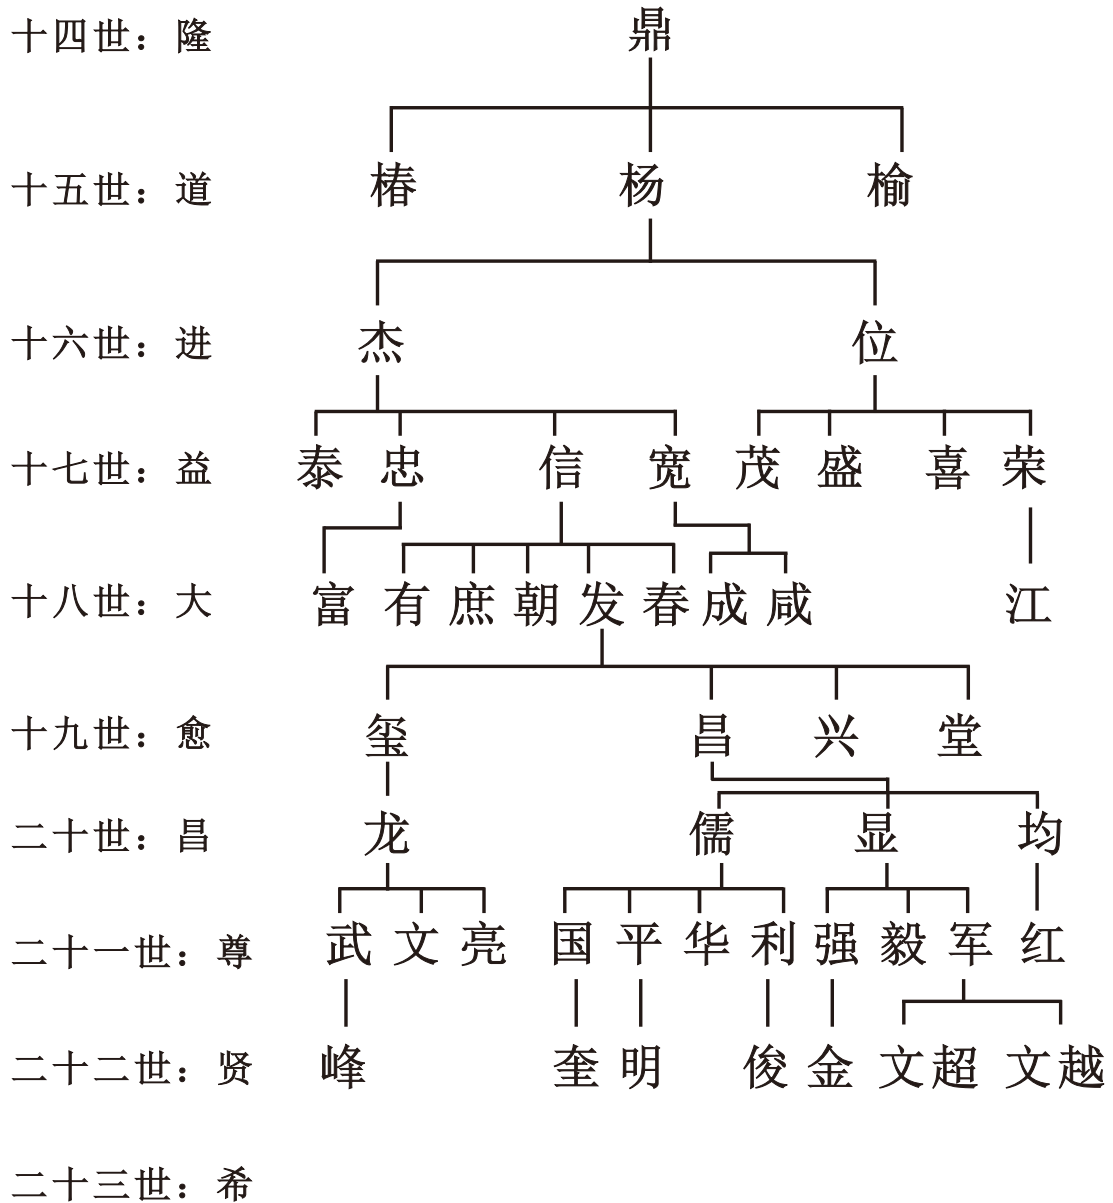 十四世：隆 鼎
十五世：道 椿 杨 榆
十六世：进 杰 位
十七世：益 泰 忠 信 宽 茂 盛 喜 荣
十八世：大 富 有 庶 朝 发 春 成 咸 江
十九世：愈 玺 昌 兴 堂
二十世：昌 龙 儒 显 均
二十一世：尊 武 文 亮 国 平 华 利 强 毅 军 红
二十二世：贤 峰 奎 明 俊 金 文超 文越
二十三世：希